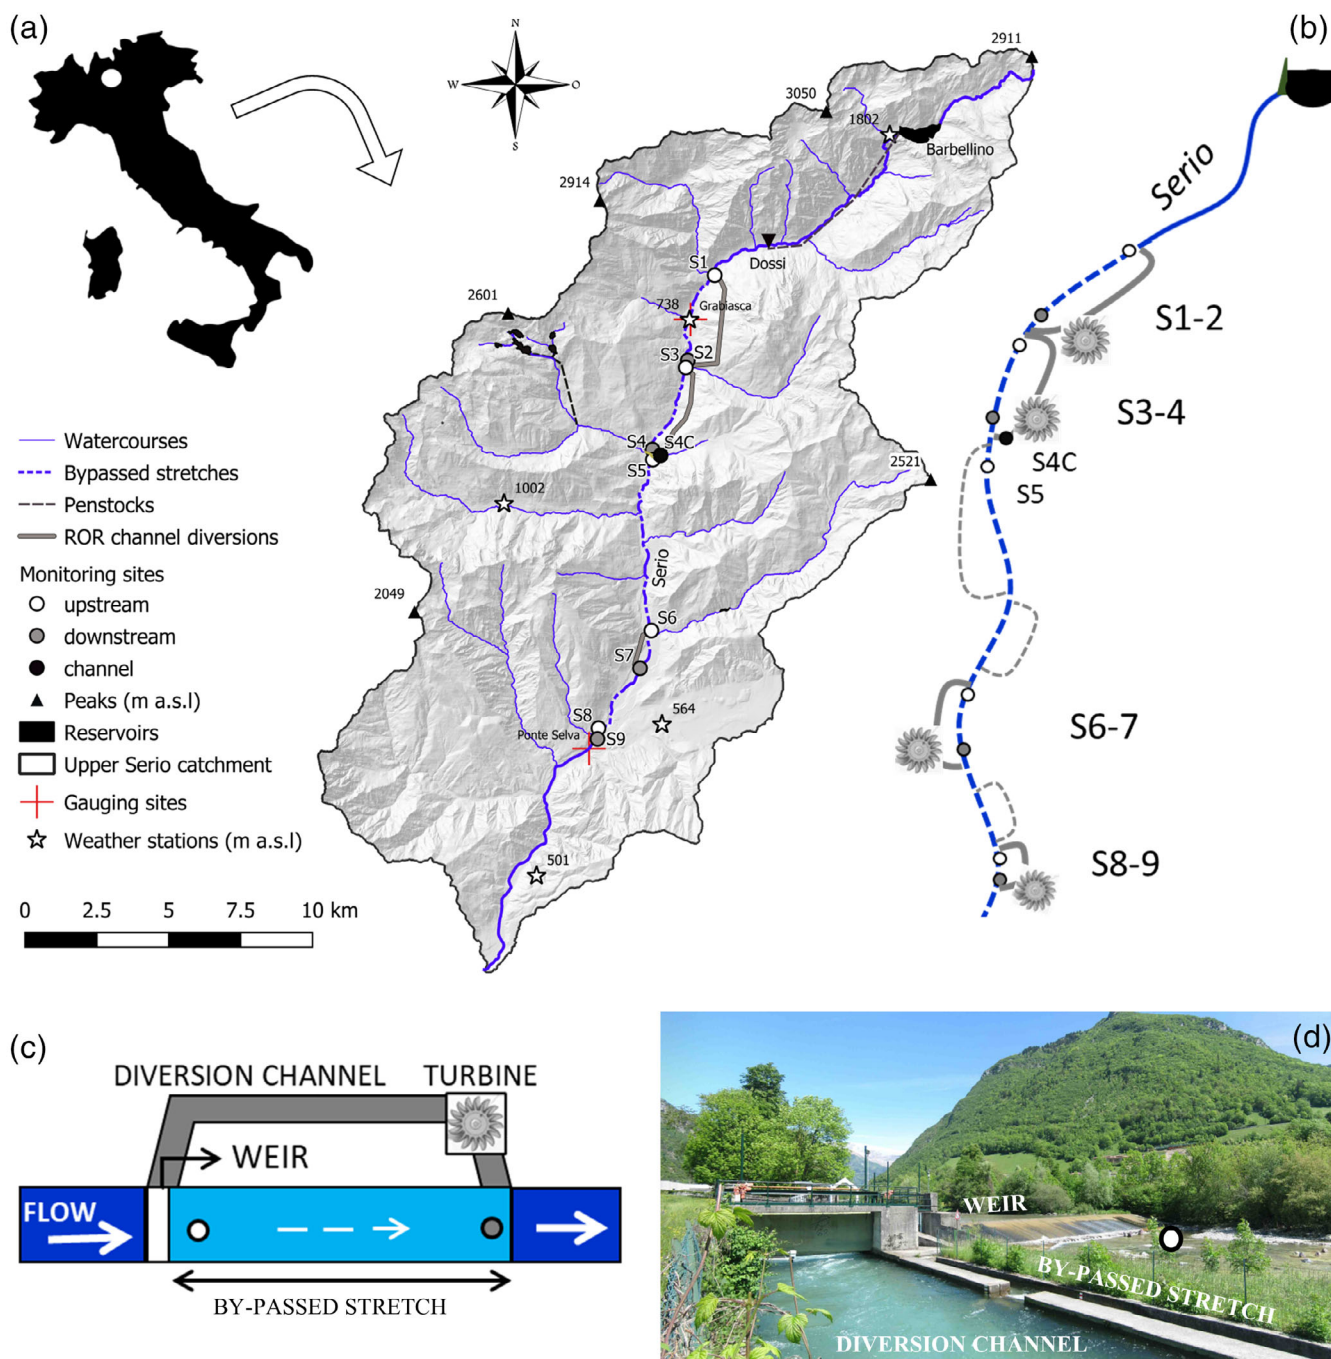 (a)
N
W
O
S
2911
(b)
3050
1802
Barbellino
2914
Serio
Dossi
S1
2601
738
Grabiasca
S1-2
S3
S2
S3-4
Watercourses
S4
S4C
S4C
Bypassed stretches
S5
2521
S5
Penstocks
1002
ROR channel diversions
Monitoring sites
Serio
upstream
2049
S6
downstream
channel
S7
Peaks (m a.s.l)
S6-7
Reservoirs
S8
564
Ponte Selva
S9
Upper Serio catchment
Gauging sites
Weather stations (m a.s.l)
501
S8-9
0 2.5 5 7.5 10 km
(c)
DIVERSION CHANNEL TURBINE
WEIR
FLOW
BY-PASSED STRETCH
(d)
WEIR
BY-PASSED STRETCH
DIVERSION CHANNEL